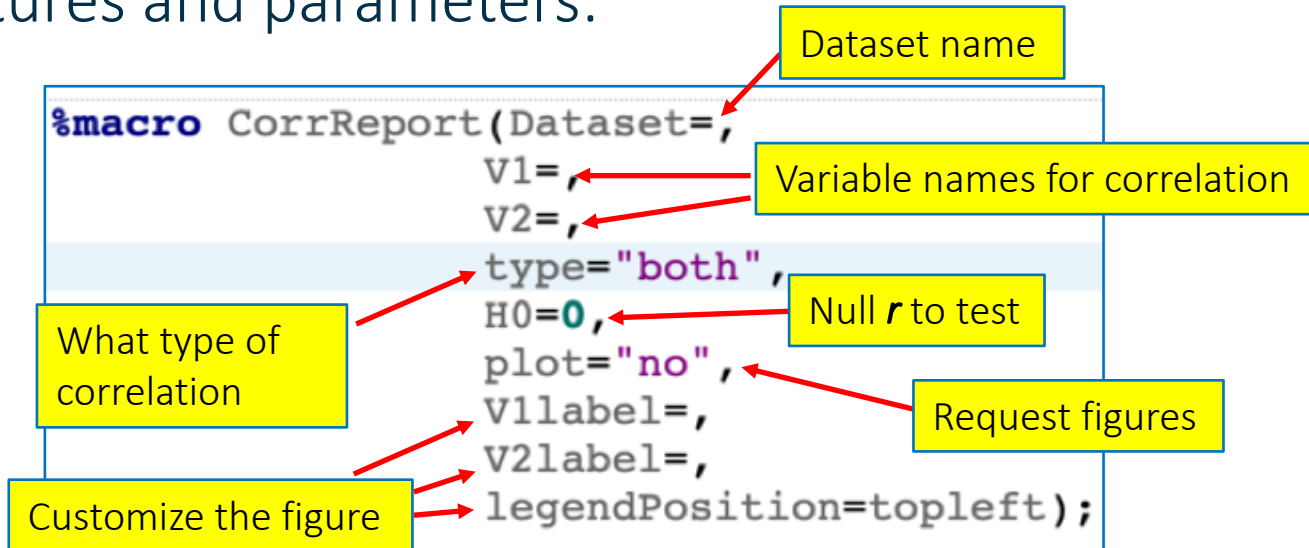 tures and parameters:
Dataset name
%macro CorrReport(Dataset=,
V1=,
Variable names for correlation
V2=,
type="both",
What type of
correlation
H0=0,
Null r to test
plot="no",
Request figures
V1label=,
V2label=,
Customize the figure
legendPosition=topleft);